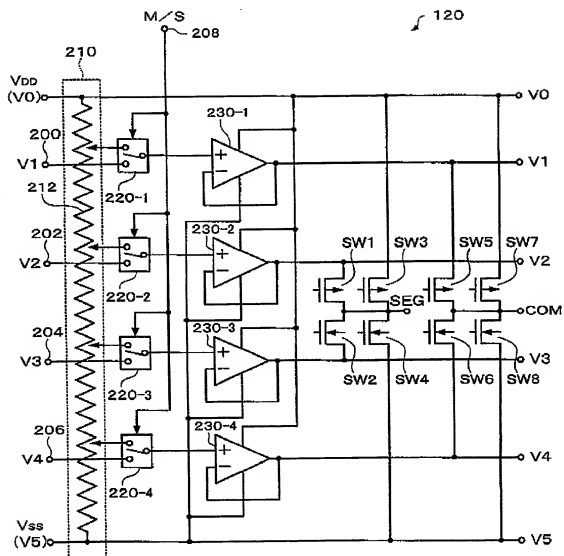 M/S
208
120
210
VDD
(V0)
V0
200
230-1
V1
220-1
V1
212
202
230-2
V2
220-2
SW1
SW3
SW5
SW7
V2
SEG
COM
204
230-3
V3
220-3
SW2
SW4
SW6
SW8
V3
206
230-4
V4
220-4
V4
VSS
(V5)
V5
+
−
+
−
+
−
+
−